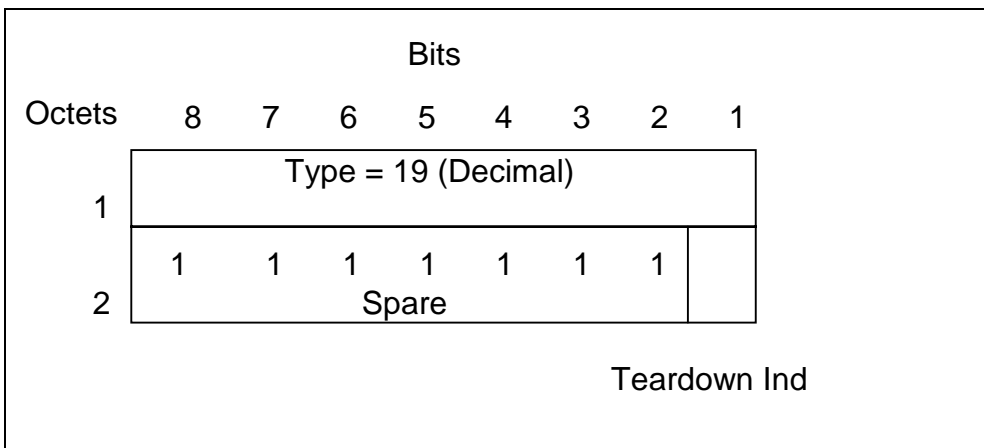 Bits
Octets 8 7 6 5 4 3 2 1
Type = 19 (Decimal)
1
1 1 1 1 1 1 1
2 Spare
Teardown Ind